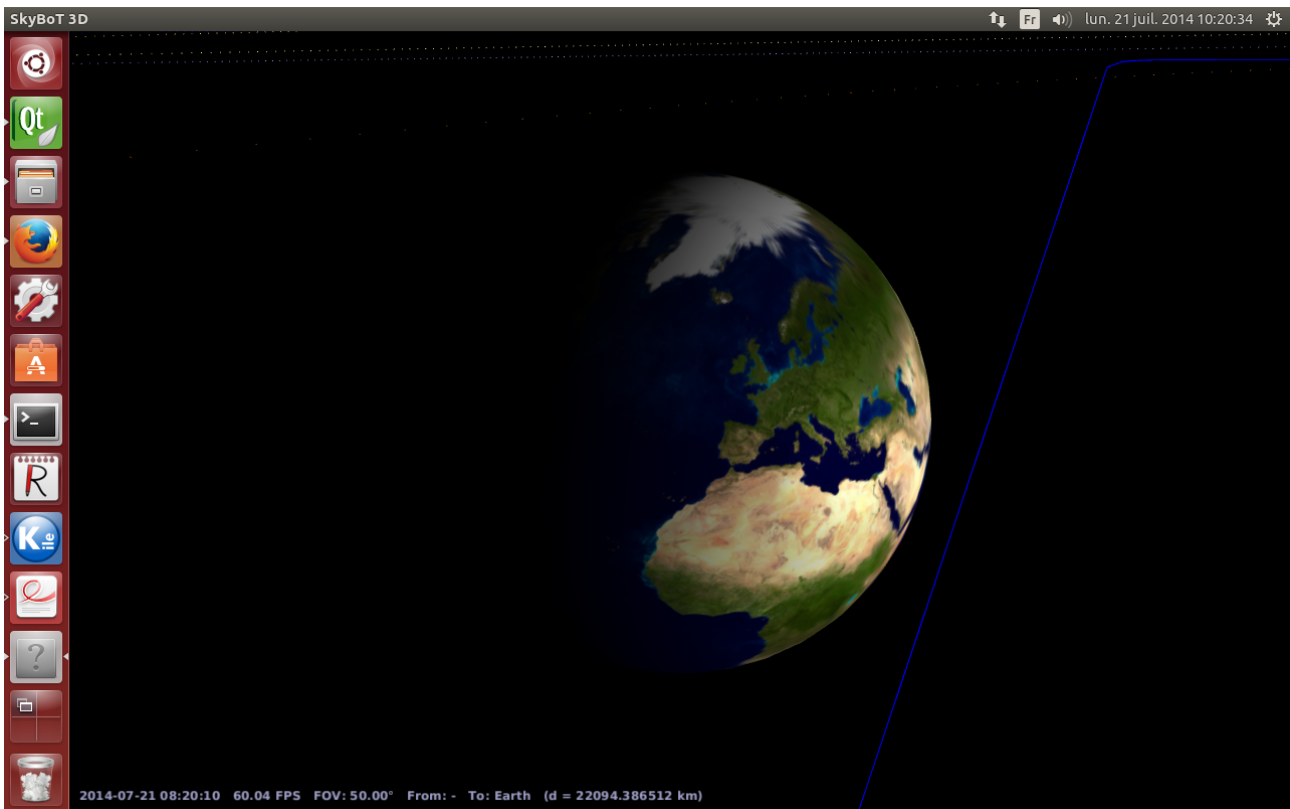 SkyBoT 3D
Fr
lun. 21 juil. 2014 10:20:34
Qt
A
>_
R
K ile
?
2014-07-21 08:20:10 60.04 FPS FOV: 50.00° From: - To: Earth (d = 22094.386512 km)